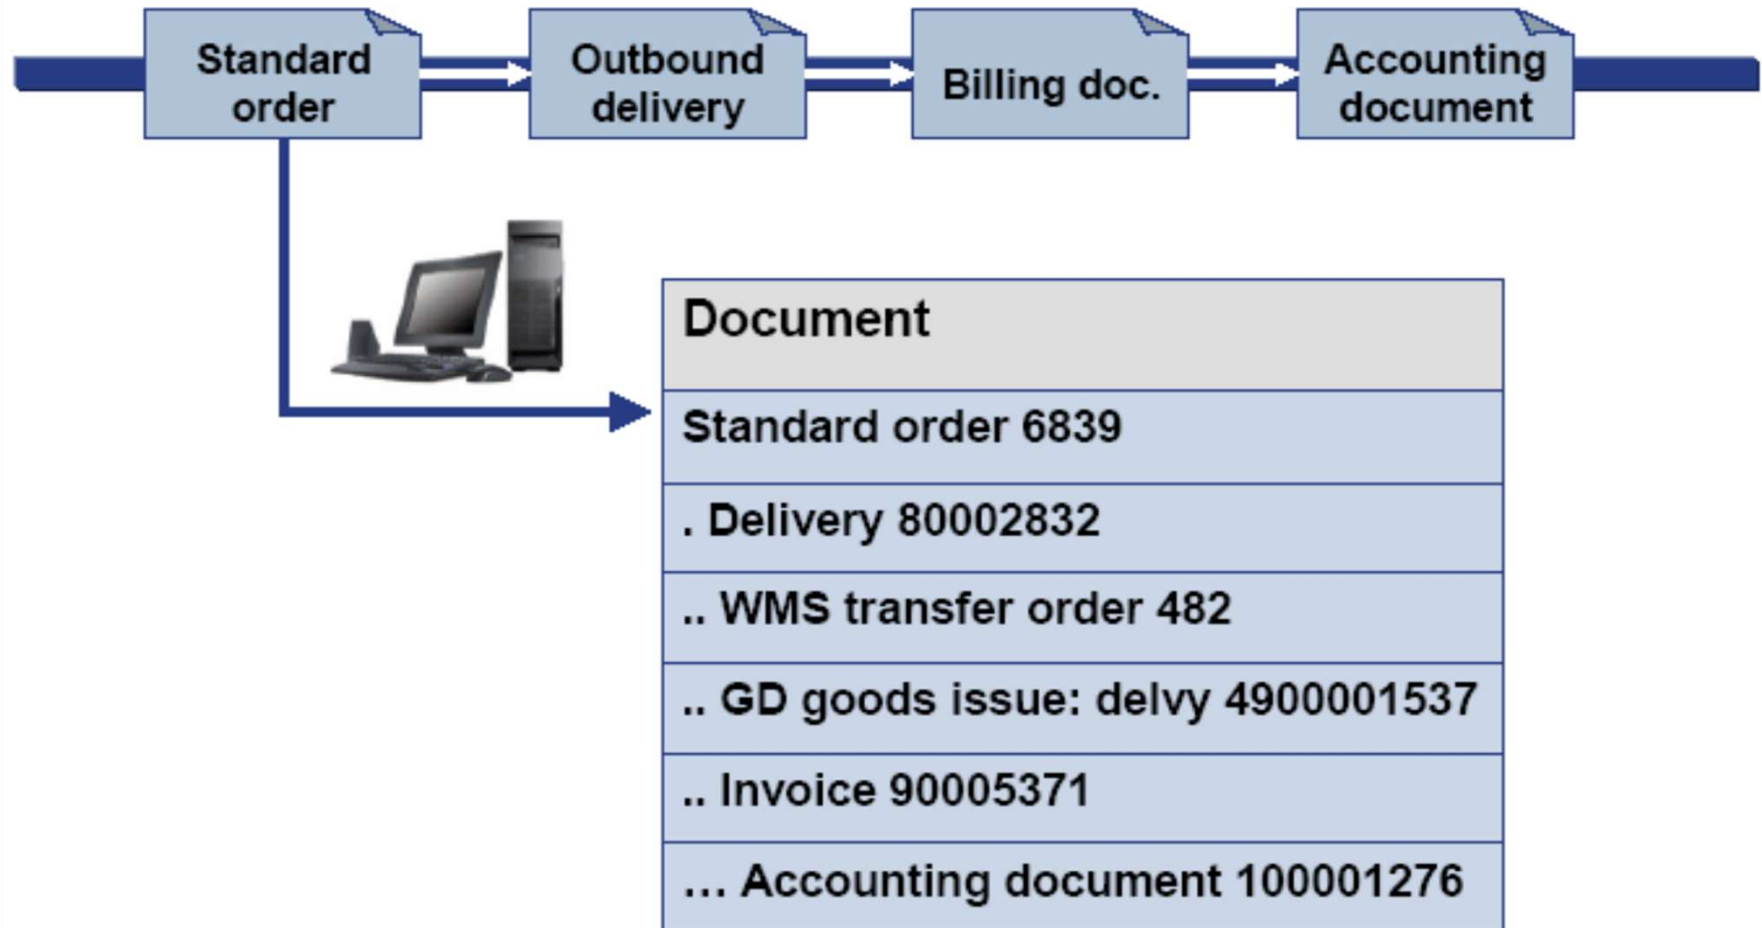 Standard
order
Outbound
delivery
Billing doc.
Accounting
document
Document
Standard order 6839
. Delivery 80002832
.. WMS transfer order 482
.. GD goods issue: delvy 4900001537
.. Invoice 90005371
... Accounting document 100001276